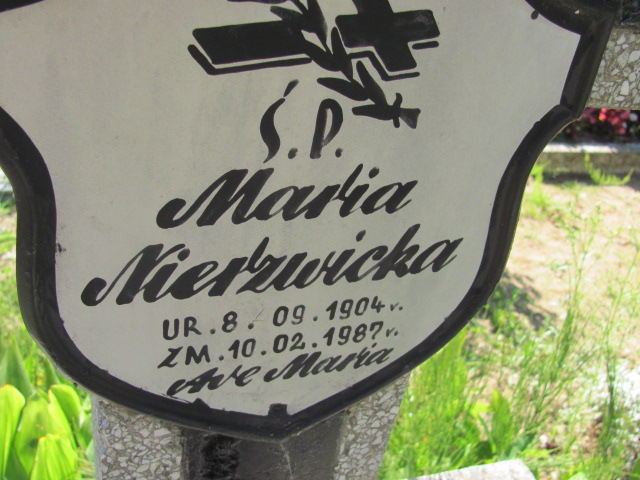 Ś.P.
Maria
Nierzwicka
UR. 8. 09. 1904 r.
ZM. 10. 02. 1987 r.
Ave Maria